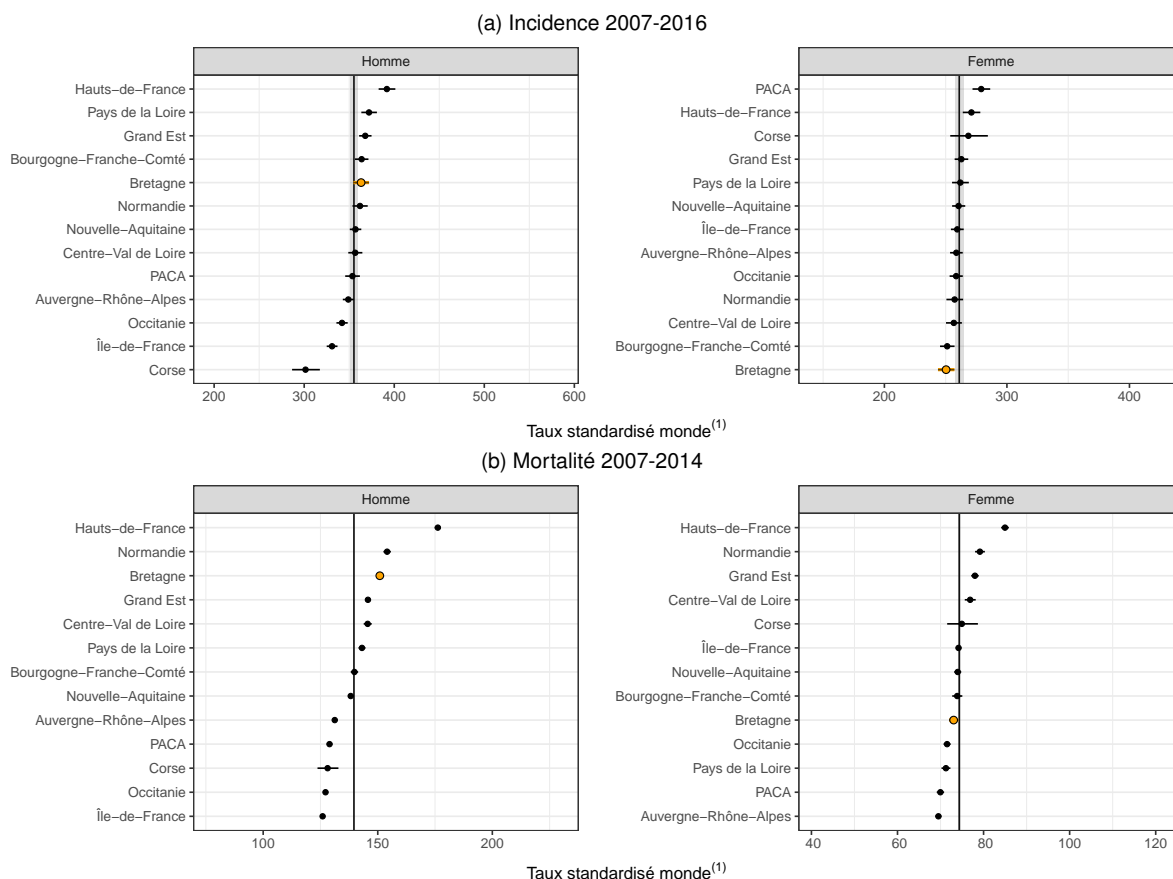 (a) Incidence 2007-2016
Homme
Hauts−de−France
Pays de la Loire
Grand Est
Bourgogne−Franche−Comté
Bretagne
Normandie
Nouvelle−Aquitaine
Centre−Val de Loire
PACA
Auvergne−Rhône−Alpes
Occitanie
Île−de−France
Corse
200 300 400 500 600
Femme
PACA
Hauts−de−France
Corse
Grand Est
Pays de la Loire
Nouvelle−Aquitaine
Île−de−France
Auvergne−Rhône−Alpes
Occitanie
Normandie
Centre−Val de Loire
Bourgogne−Franche−Comté
Bretagne
200 300 400
Taux standardisé monde(1)
(b) Mortalité 2007-2014
Homme
Hauts−de−France
Normandie
Bretagne
Grand Est
Centre−Val de Loire
Pays de la Loire
Bourgogne−Franche−Comté
Nouvelle−Aquitaine
Auvergne−Rhône−Alpes
PACA
Corse
Occitanie
Île−de−France
100 150 200
Femme
Hauts−de−France
Normandie
Grand Est
Centre−Val de Loire
Corse
Île−de−France
Nouvelle−Aquitaine
Bourgogne−Franche−Comté
Bretagne
Occitanie
Pays de la Loire
PACA
Auvergne−Rhône−Alpes
40 60 80 100 120
Taux standardisé monde(1)